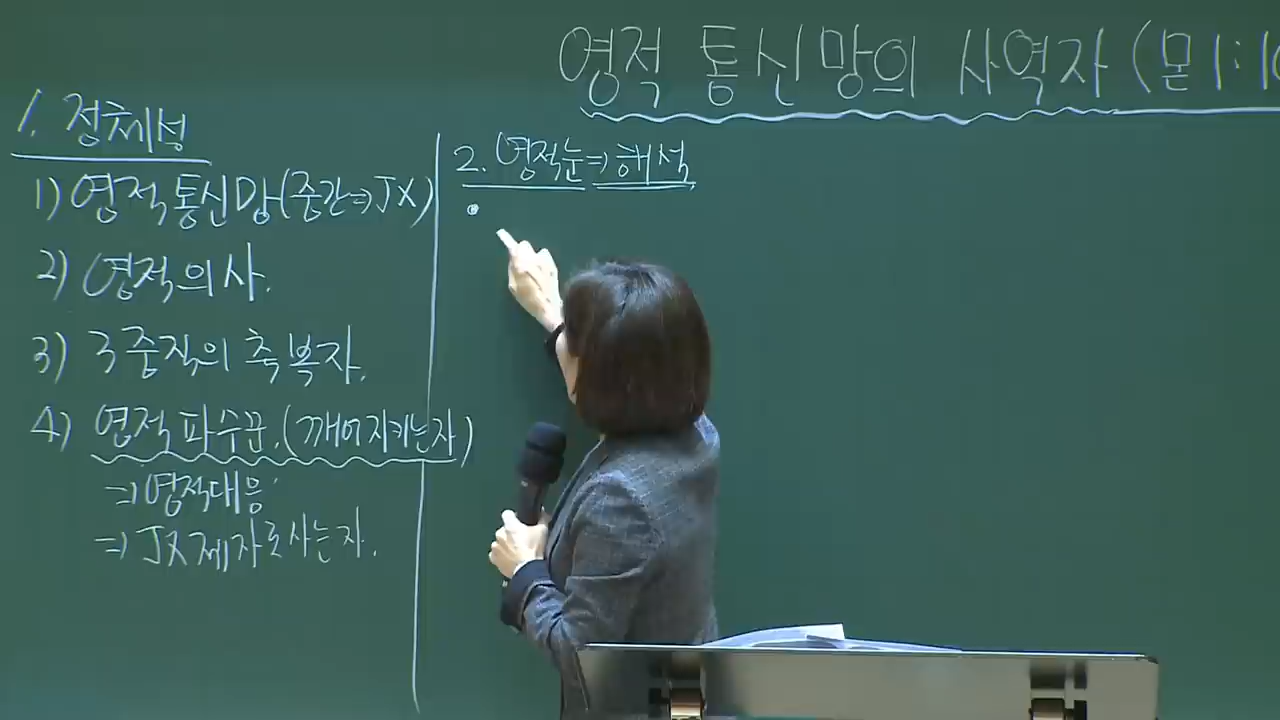 영적 통신망의 사역자 (몯 1:10
1. 정체성
1) 영적통신망(중간⇒JX)
2) 영적의사.
3) 3중직의 축복자.
4) 영적파수꾼.(깨어지키는자)
⇒영적대응
⇒JX제자로사는자.
2. 영적눈⇒해석
•